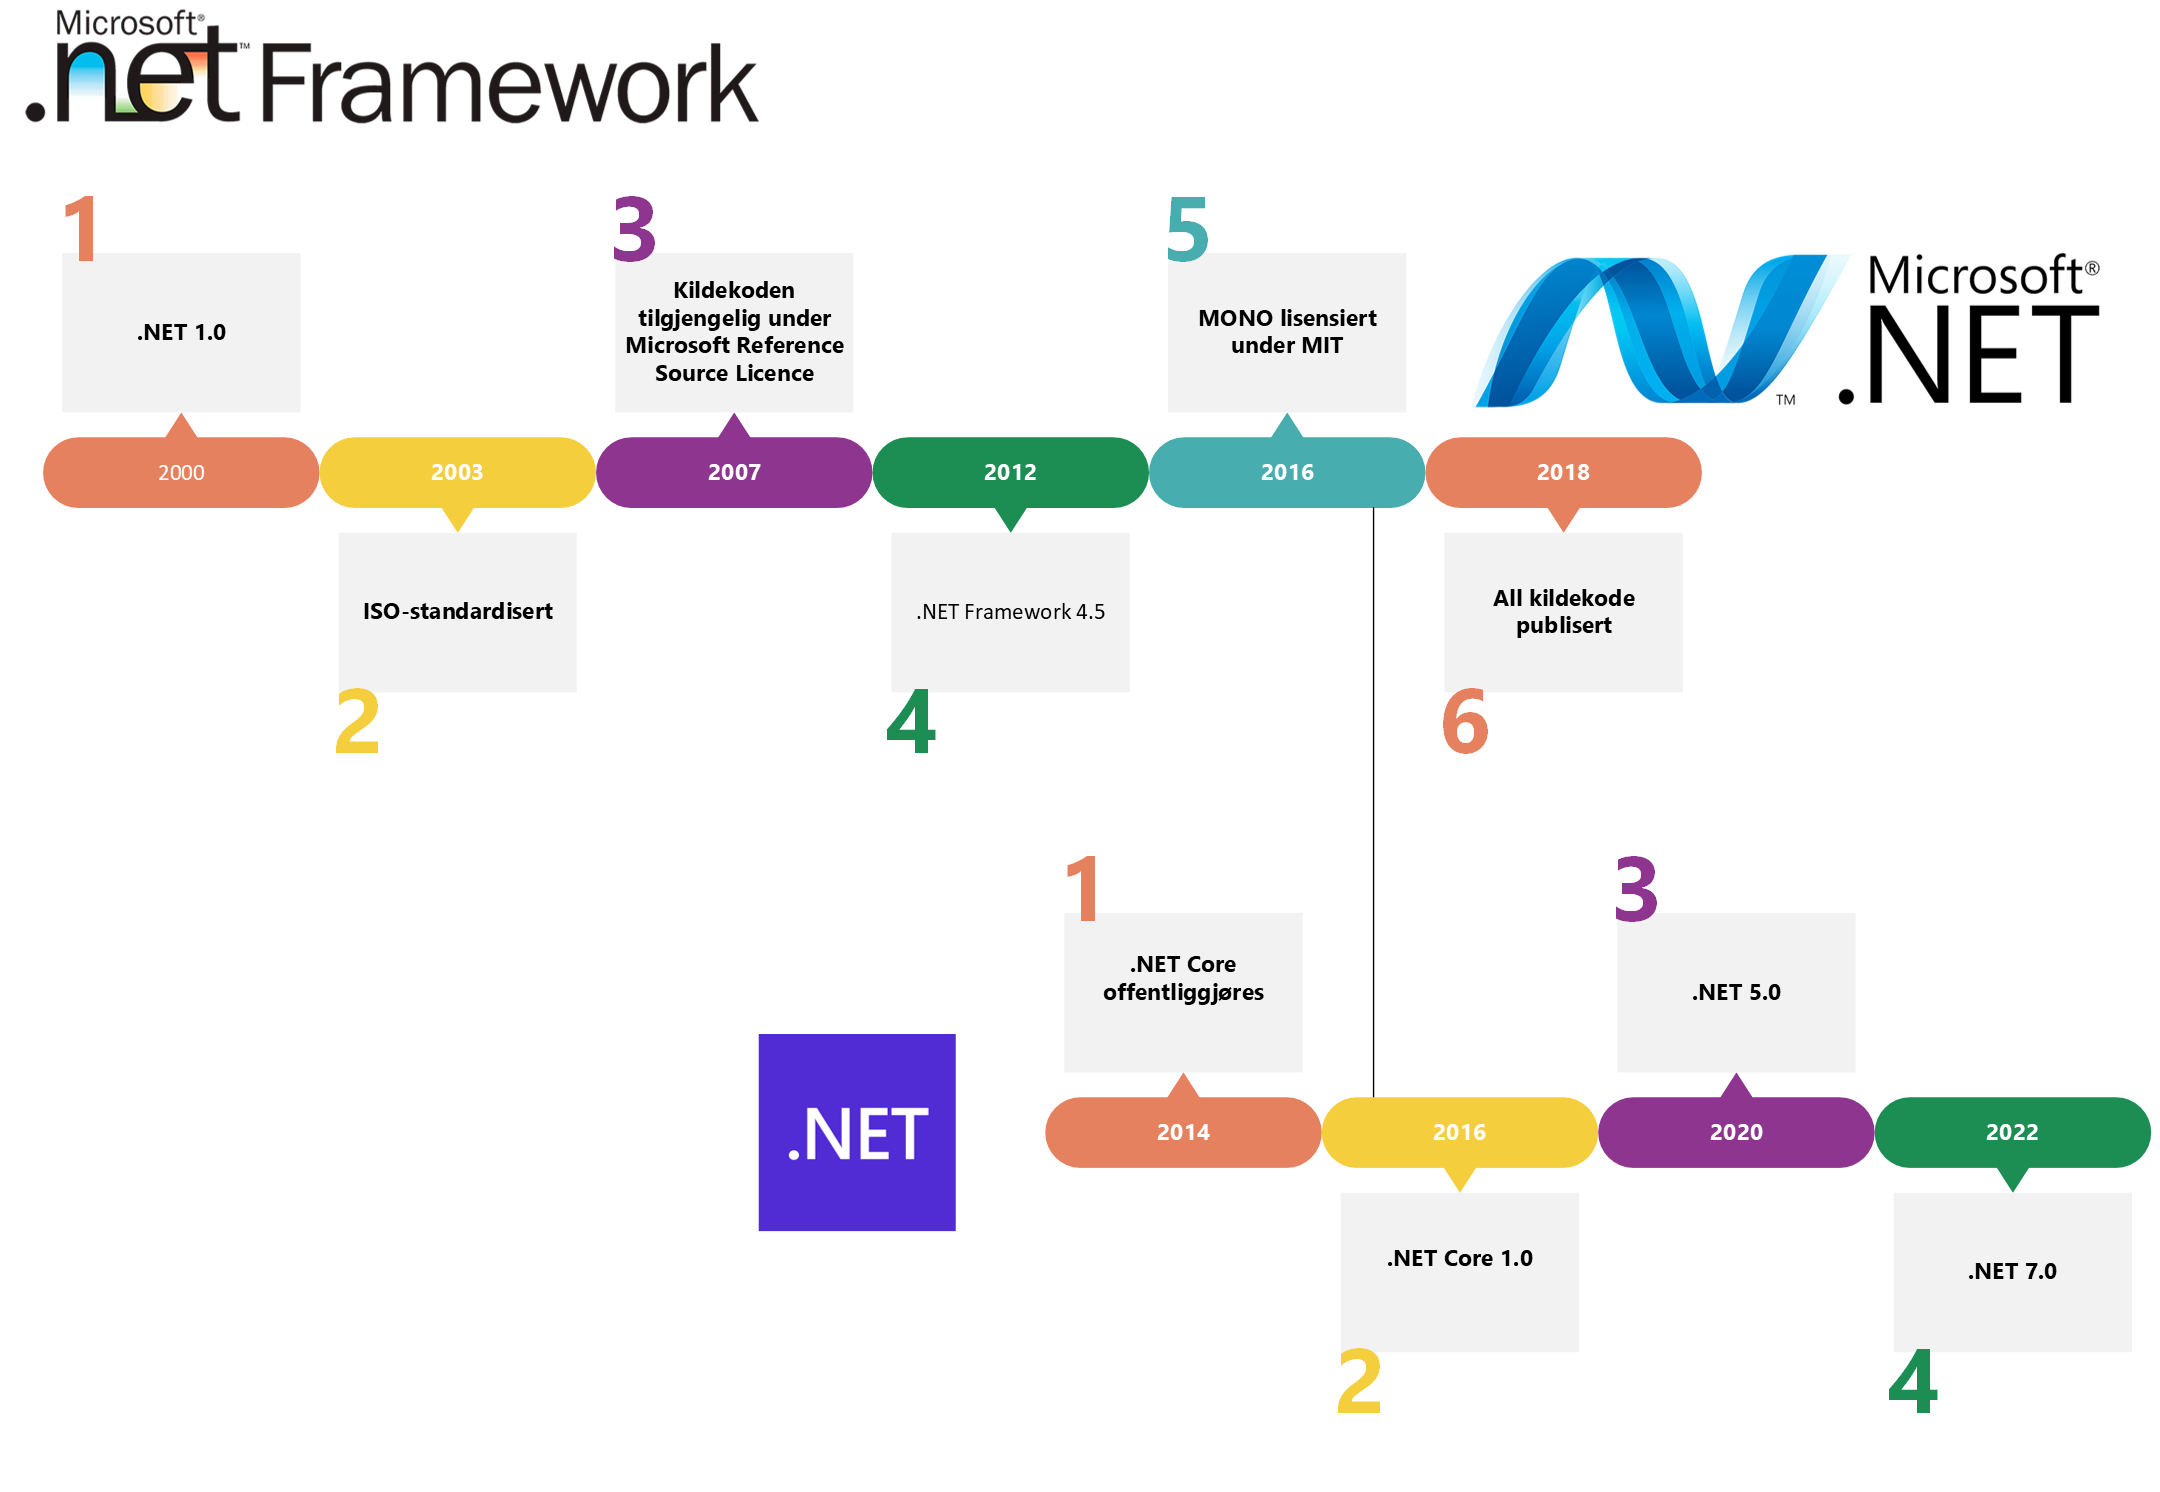 Microsoft®
.net™ Framework
1
3
5
.NET 1.0
Kildekoden
tilgjengelig under
Microsoft Reference
Source Licence
MONO lisensiert
under MIT
Microsoft®
.NET
TM
2000
2003
2007
2012
2016
2018
ISO-standardisert
.NET Framework 4.5
All kildekode
publisert
2
4
6
1
3
.NET Core
offentliggjøres
.NET 5.0
.NET
2014
2016
2020
2022
.NET Core 1.0
.NET 7.0
2
4